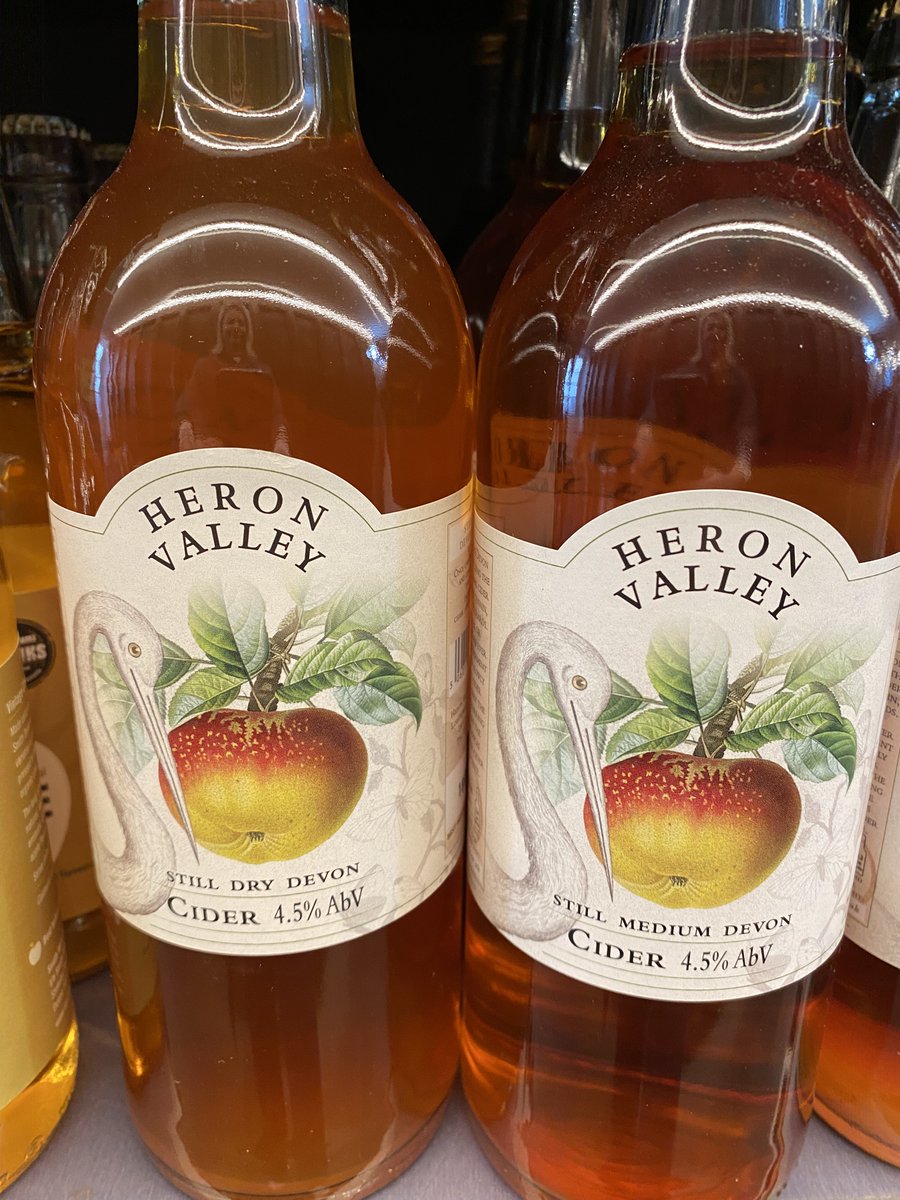 HERON
VALLEY
STILL DRY DEVON
CIDER 4.5% AbV
HERON
VALLEY
STILL MEDIUM DEVON
CIDER 4.5% AbV